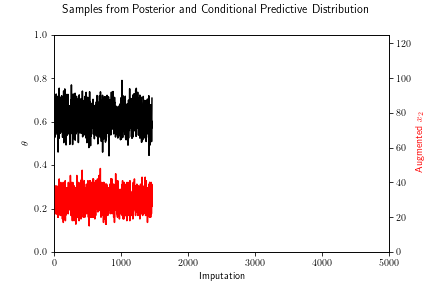 Samples from Posterior and Conditional Predictive Distribution
1.0
0.8
0.6
0.4
0.2
0.0
θ
120
100
80
60
40
20
0
Augmented x₂
0 1000 2000 3000 4000 5000
Imputation